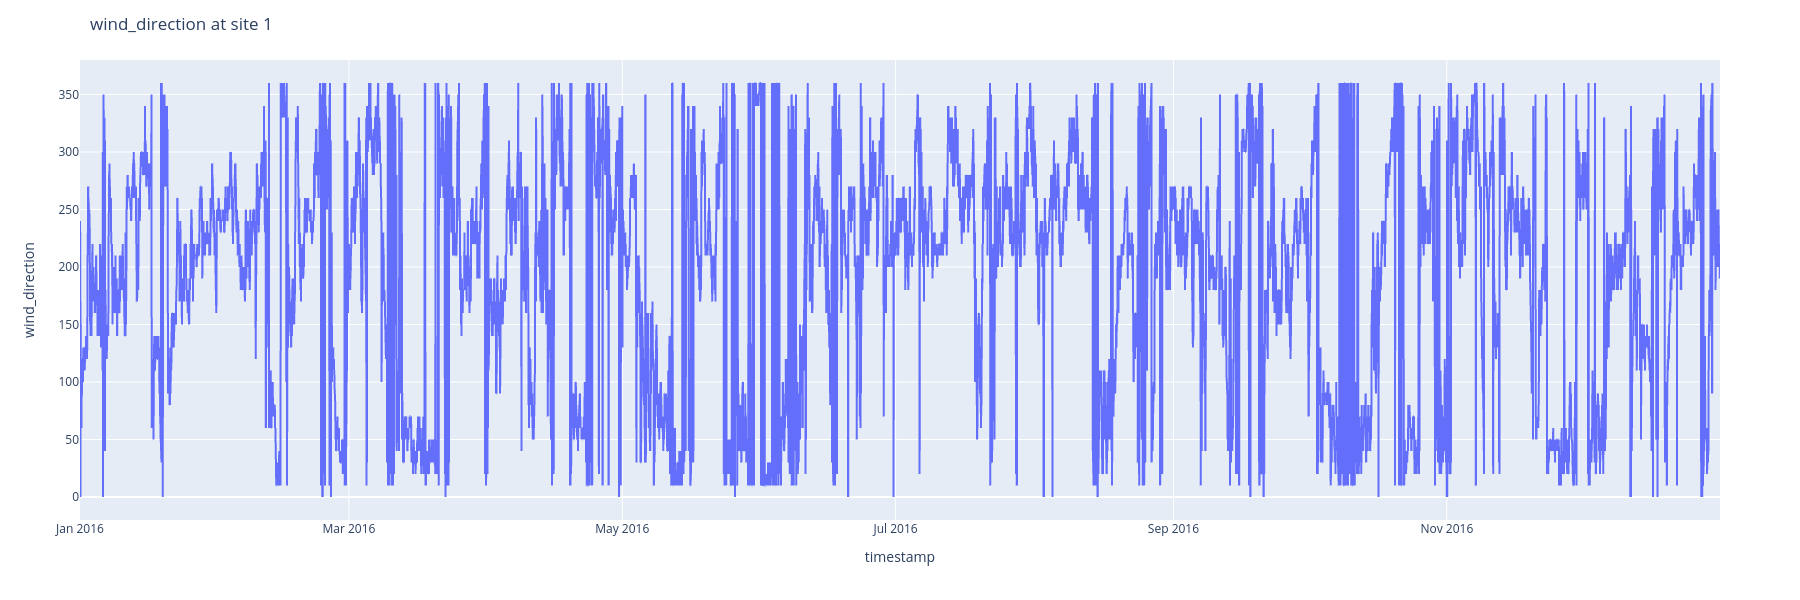 wind_direction at site 1
350
300
250
200
150
100
50
0
wind_direction
Jan 2016
Mar 2016
May 2016
Jul 2016
Sep 2016
Nov 2016
timestamp